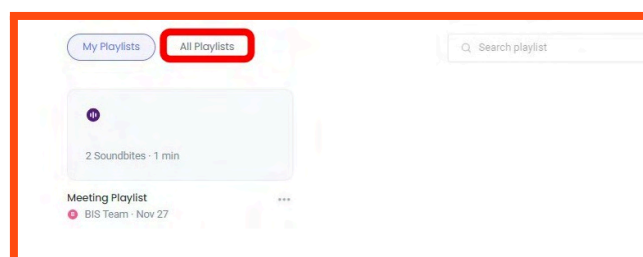 My Playlists
All Playlists
Search playlist
2 Soundbites · 1 min
Meeting Playlist
B BIS Team · Nov 27